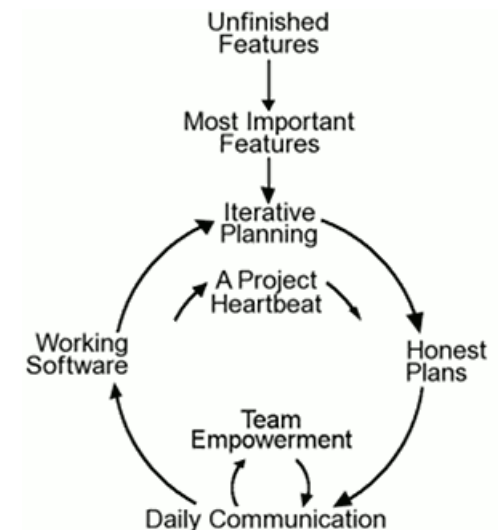 Unfinished
Features
Most Important
Features
Iterative
Planning
A Project
Heartbeat
Working
Software
Honest
Plans
Team
Empowerment
Daily Communication